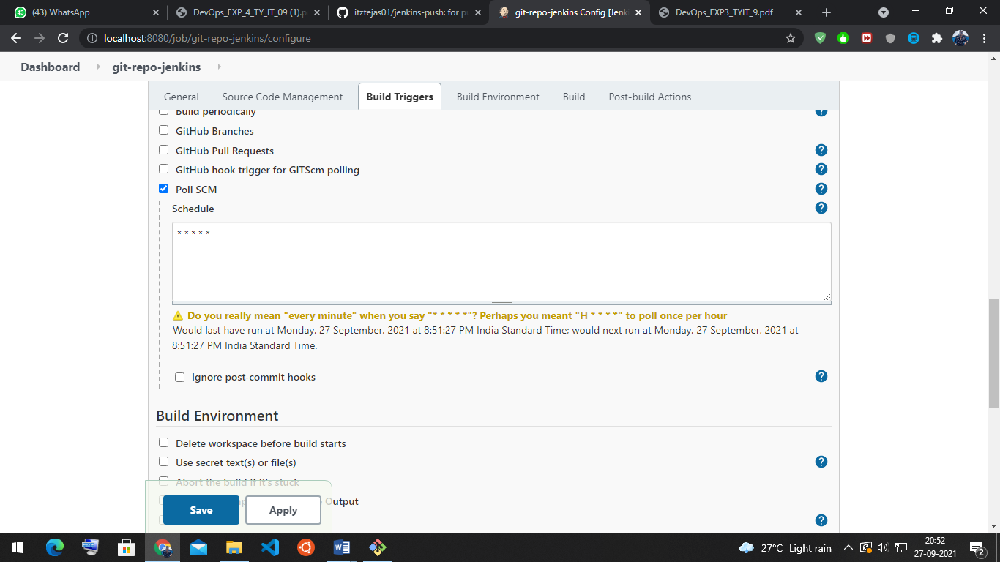 (43) WhatsApp
DevOps_EXP_4_TY_IT_09 (1).p
itztejas01/jenkins-push: for pu
git-repo-jenkins Config [Jenk
DevOps_EXP3_TYIT_9.pdf
localhost:8080/job/git-repo-jenkins/configure
Dashboard
git-repo-jenkins
General
Source Code Management
Build Triggers
Build Environment
Build
Post-build Actions
Build periodically
GitHub Branches
GitHub Pull Requests
GitHub hook trigger for GITScm polling
Poll SCM
Schedule
* * * * *
Do you really mean "every minute" when you say "* * * * *"? Perhaps you meant "H * * * *" to poll once per hour
Would last have run at Monday, 27 September, 2021 at 8:51:27 PM India Standard Time; would next run at Monday, 27 September, 2021 at
8:51:27 PM India Standard Time.
Ignore post-commit hooks
Build Environment
Delete workspace before build starts
Use secret text(s) or file(s)
Abort the build if it's stuck
Output
Save
Apply
27°C Light rain
20:52
27-09-2021
2